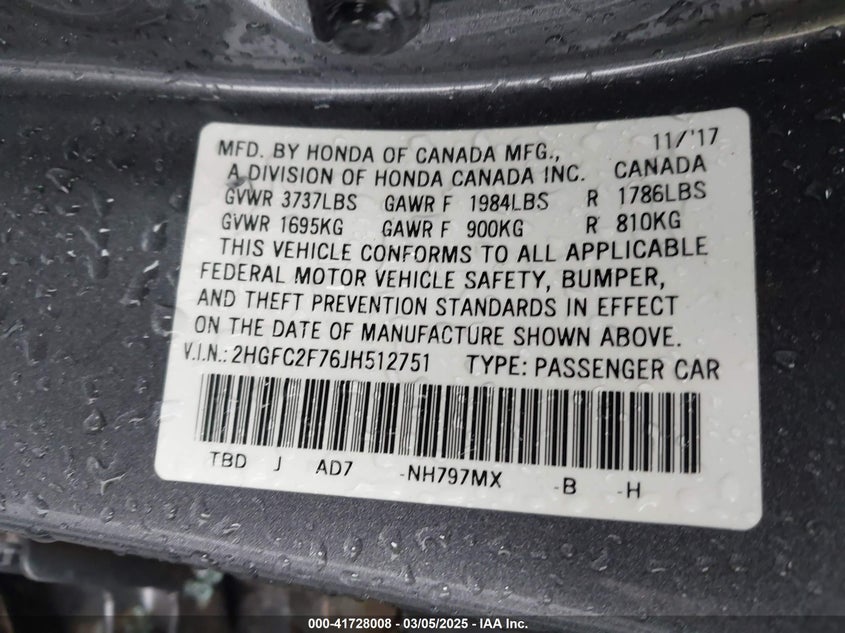 MFD. BY HONDA OF CANADA MFG., 11/'17
A DIVISION OF HONDA CANADA INC. CANADA
GVWR 3737LBS GAWR F 1984LBS R 1786LBS
GVWR 1695KG GAWR F 900KG R 810KG
THIS VEHICLE CONFORMS TO ALL APPLICABLE
FEDERAL MOTOR VEHICLE SAFETY, BUMPER,
AND THEFT PREVENTION STANDARDS IN EFFECT
ON THE DATE OF MANUFACTURE SHOWN ABOVE.
V.I.N.: 2HGFC2F76JH512751 TYPE: PASSENGER CAR
TBD J AD7 -NH797MX -B -H
000-41728008 - 03/05/2025 - IAA Inc.